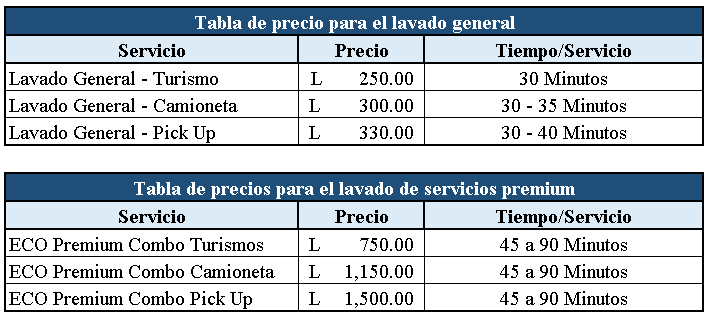 Tabla de precio para el lavado general
Servicio Precio Tiempo/Servicio
Lavado General - Turismo L 250.00 30 Minutos
Lavado General - Camioneta L 300.00 30 - 35 Minutos
Lavado General - Pick Up L 330.00 30 - 40 Minutos
Tabla de precios para el lavado de servicios premium
Servicio Precio Tiempo/Servicio
ECO Premium Combo Turismos L 750.00 45 a 90 Minutos
ECO Premium Combo Camioneta L 1,150.00 45 a 90 Minutos
ECO Premium Combo Pick Up L 1,500.00 45 a 90 Minutos